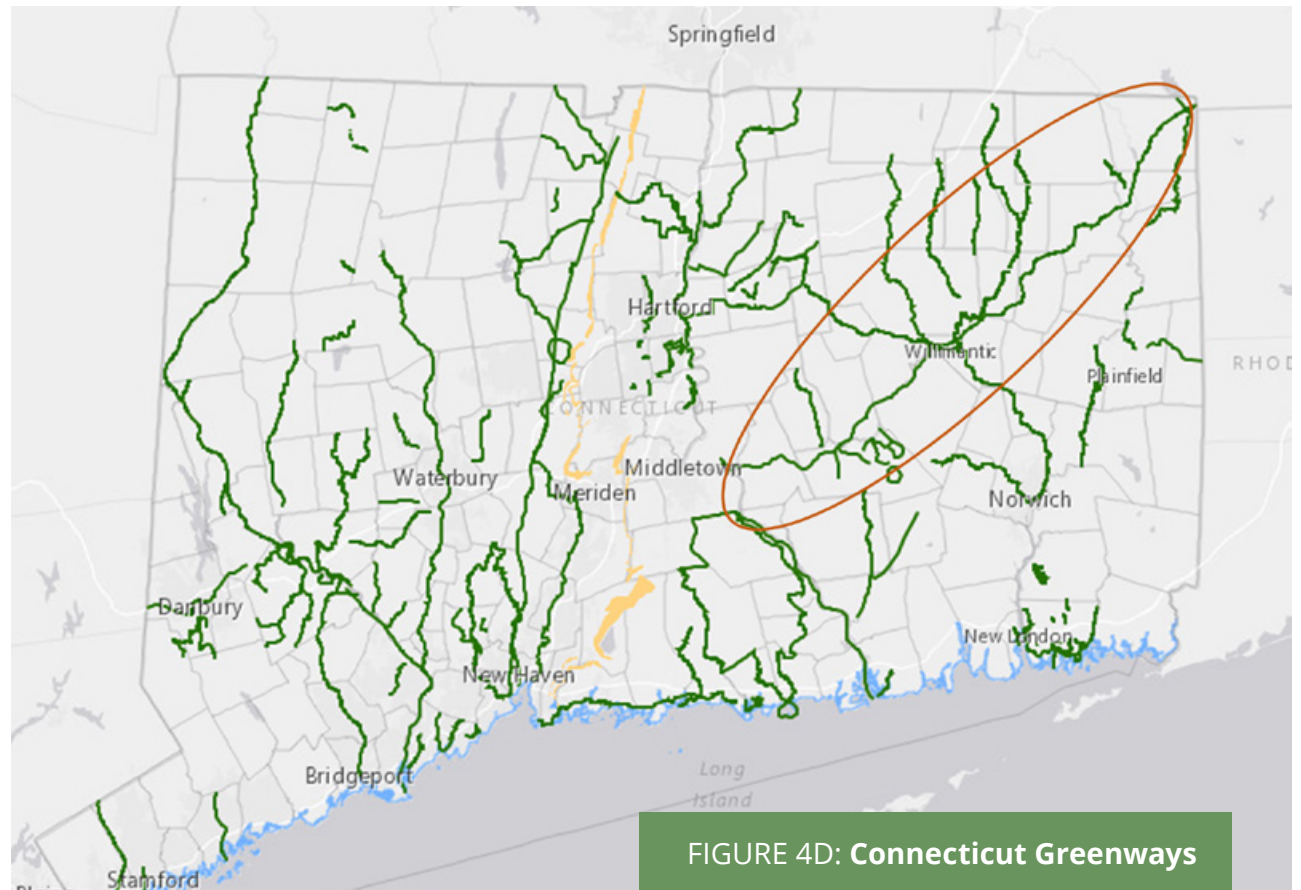 Springfield
Hartford
Willimantic
Plainfield
RHOD
CONNECTICUT
Middletown
Waterbury
Meriden
Norwich
Danbury
New London
New Haven
Bridgeport
Long
Island
Stamford
FIGURE 4D: Connecticut Greenways